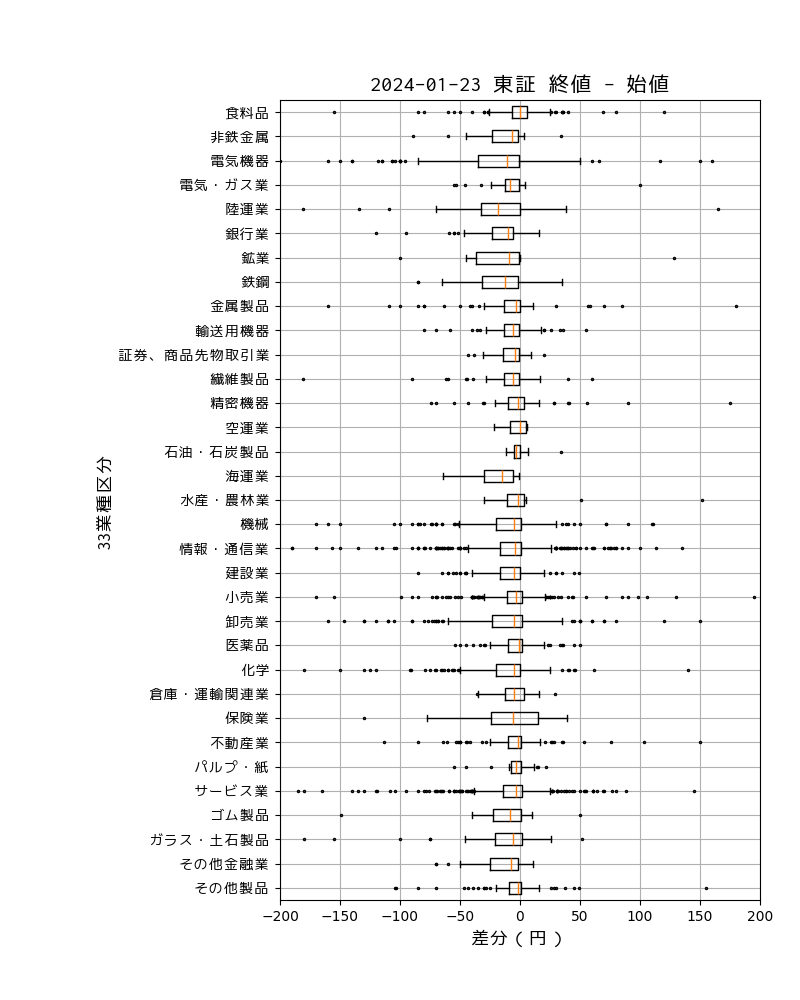 2024-01-23 東証 終値 - 始値
食料品
非鉄金属
電気機器
電気・ガス業
陸運業
銀行業
鉱業
鉄鋼
金属製品
輸送用機器
証券、商品先物取引業
繊維製品
精密機器
空運業
石油・石炭製品
海運業
水産・農林業
機械
情報・通信業
建設業
小売業
卸売業
医薬品
化学
倉庫・運輸関連業
保険業
不動産業
パルプ・紙
サービス業
ゴム製品
ガラス・土石製品
その他金融業
その他製品
33業種区分
−200 −150 −100 −50 0 50 100 150 200
差分（円）